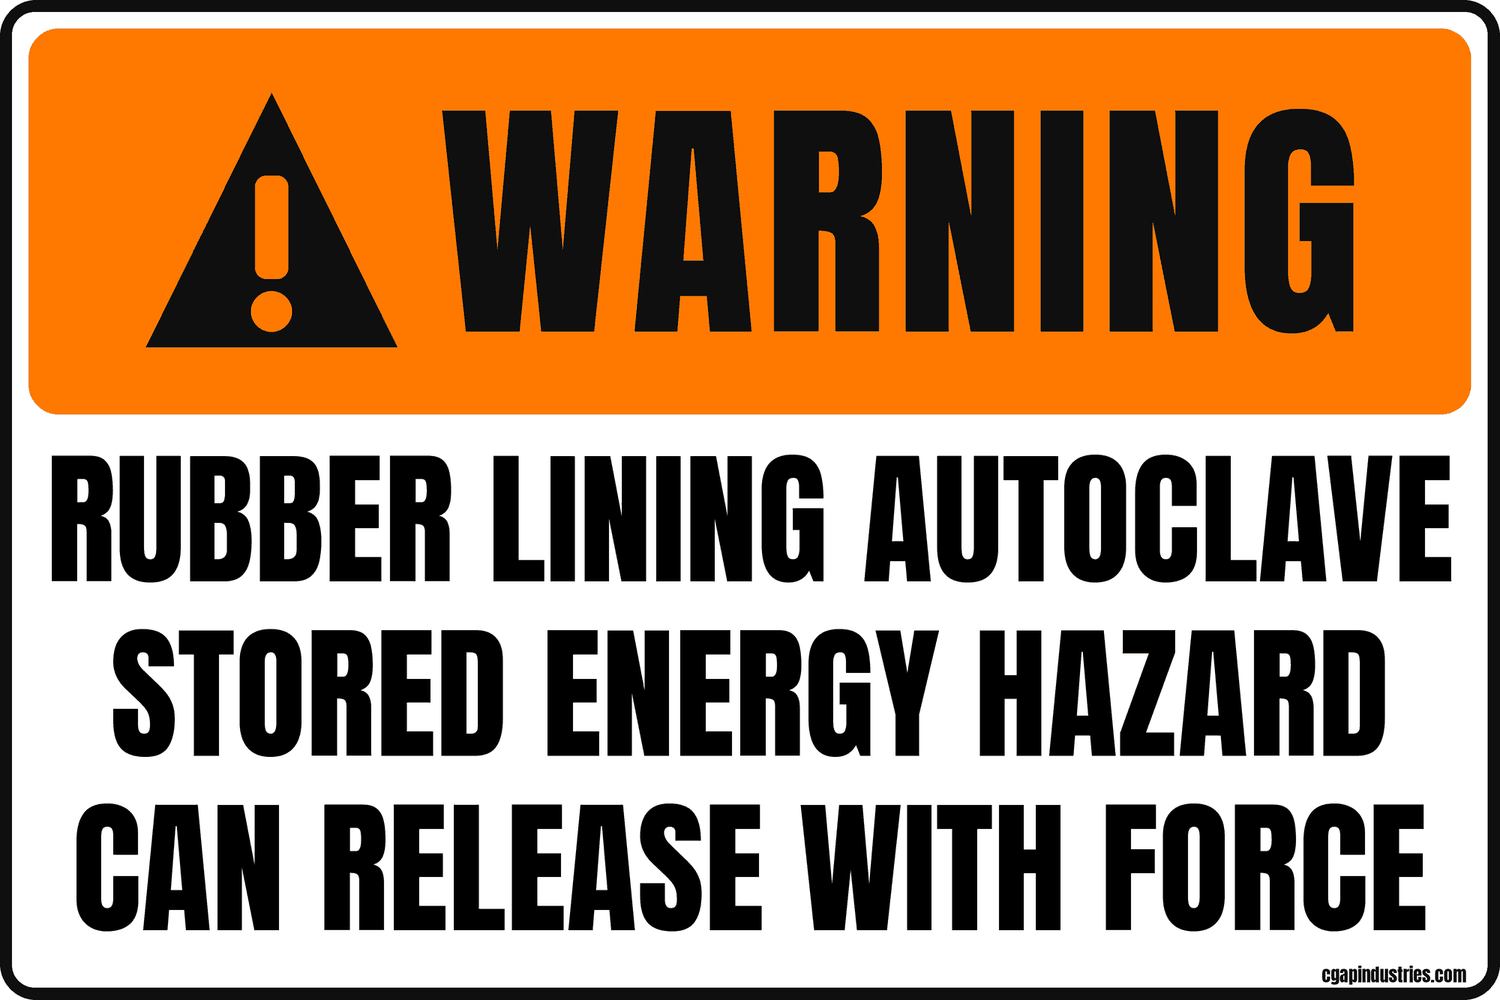 WARNING
RUBBER LINING AUTOCLAVE
STORED ENERGY HAZARD
CAN RELEASE WITH FORCE
cgapindustries.com